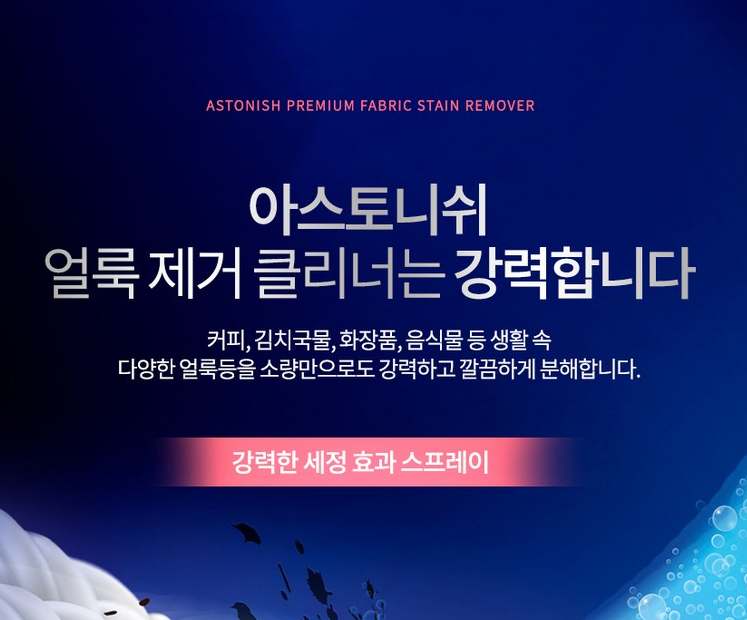 ASTONISH PREMIUM FABRIC STAIN REMOVER
아스토니쉬
얼룩 제거 클리너는 강력합니다
커피, 김치국물, 화장품, 음식물 등 생활 속
다양한 얼룩등을 소량만으로도 강력하고 깔끔하게 분해합니다.
강력한 세정 효과 스프레이